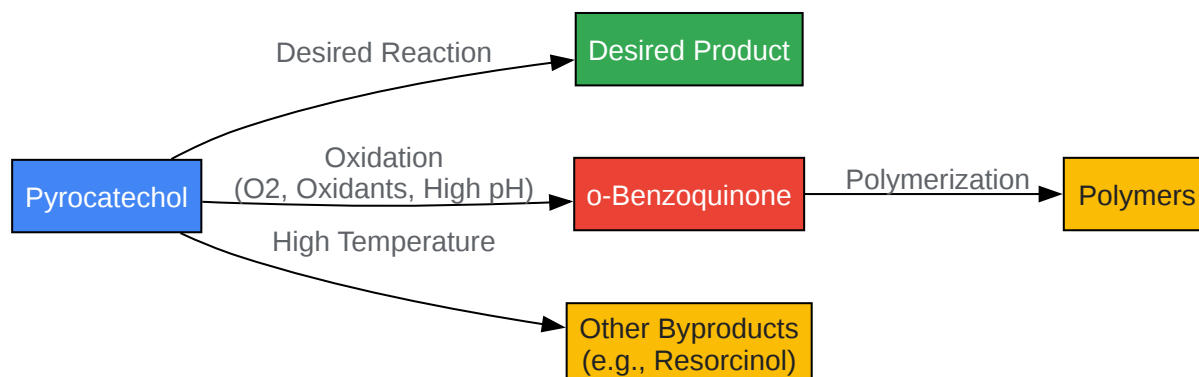 Desired Reaction
Desired Product
Pyrocatechol
Oxidation
(O2, Oxidants, High pH)
o-Benzoquinone
Polymerization
Polymers
High Temperature
Other Byproducts
(e.g., Resorcinol)